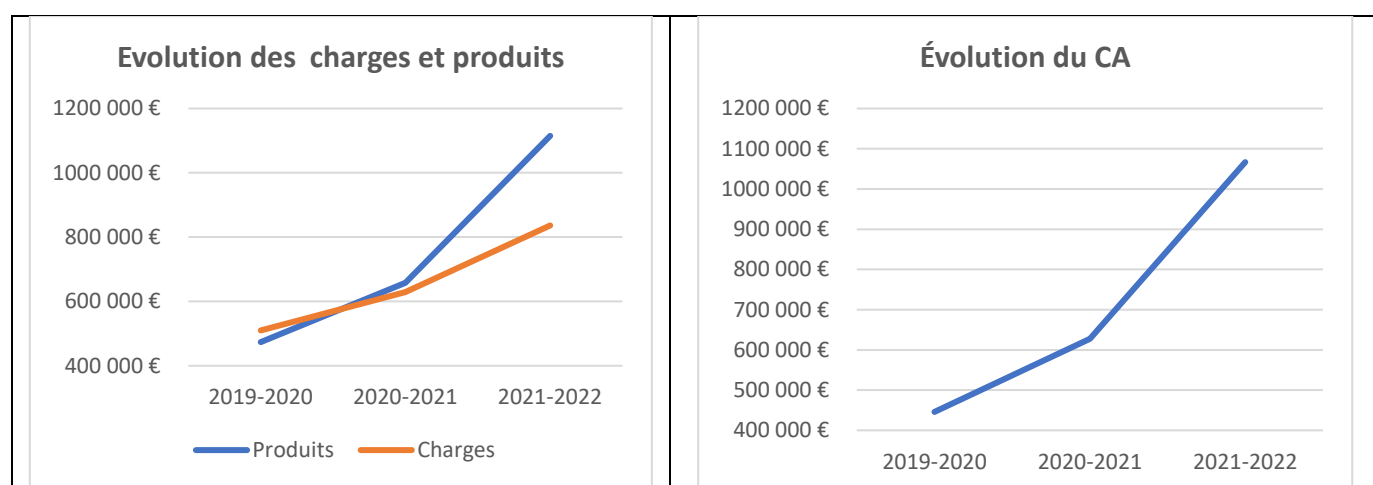 Evolution des  charges et produits
1200 000 €
1000 000 €
800 000 €
600 000 €
400 000 €
2019-2020 2020-2021 2021-2022
Produits Charges
Évolution du CA
1200 000 €
1100 000 €
1000 000 €
900 000 €
800 000 €
700 000 €
600 000 €
500 000 €
400 000 €
2019-2020 2020-2021 2021-2022